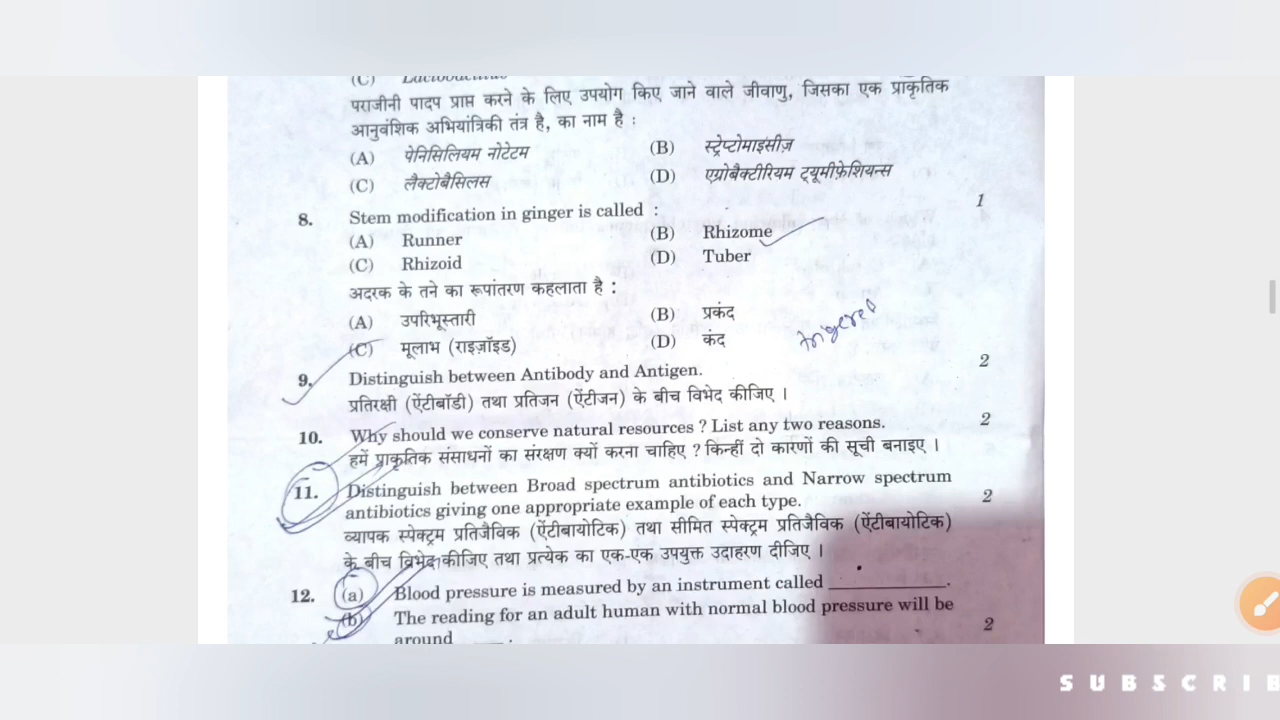 (C) Lactobacillus
पराजीनी पादप प्राप्त करने के लिए उपयोग किए जाने वाले जीवाणु, जिसका एक प्राकृतिक
आनुवंशिक अभियांत्रिकी तंत्र है, का नाम है :
(A) पेनिसिलियम नोटेटम (B) स्ट्रेप्टोमाइसीज़
(C) लैक्टोबैसिलस (D) एग्रोबैक्टीरियम ट्यूमीफ़ेशियन्स
8. Stem modification in ginger is called : 1
(A) Runner (B) Rhizome
(C) Rhizoid (D) Tuber
अदरक के तने का रूपांतरण कहलाता है :
(A) उपरिभूस्तारी (B) प्रकंद
(C) मूलाभ (राइज़ॉइड) (D) कंद
9. Distinguish between Antibody and Antigen. 2
प्रतिरक्षी (ऐंटीबॉडी) तथा प्रतिजन (ऐंटीजन) के बीच विभेद कीजिए ।
10. Why should we conserve natural resources ? List any two reasons. 2
हमें प्राकृतिक संसाधनों का संरक्षण क्यों करना चाहिए ? किन्हीं दो कारणों की सूची बनाइए ।
11. Distinguish between Broad spectrum antibiotics and Narrow spectrum
antibiotics giving one appropriate example of each type. 2
व्यापक स्पेक्ट्रम प्रतिजैविक (ऐंटीबायोटिक) तथा सीमित स्पेक्ट्रम प्रतिजैविक (ऐंटीबायोटिक)
के बीच विभेद कीजिए तथा प्रत्येक का एक-एक उपयुक्त उदाहरण दीजिए ।
12. (a) Blood pressure is measured by an instrument called ____________.
(b) The reading for an adult human with normal blood pressure will be 2
around ____.
SUBSCRIB